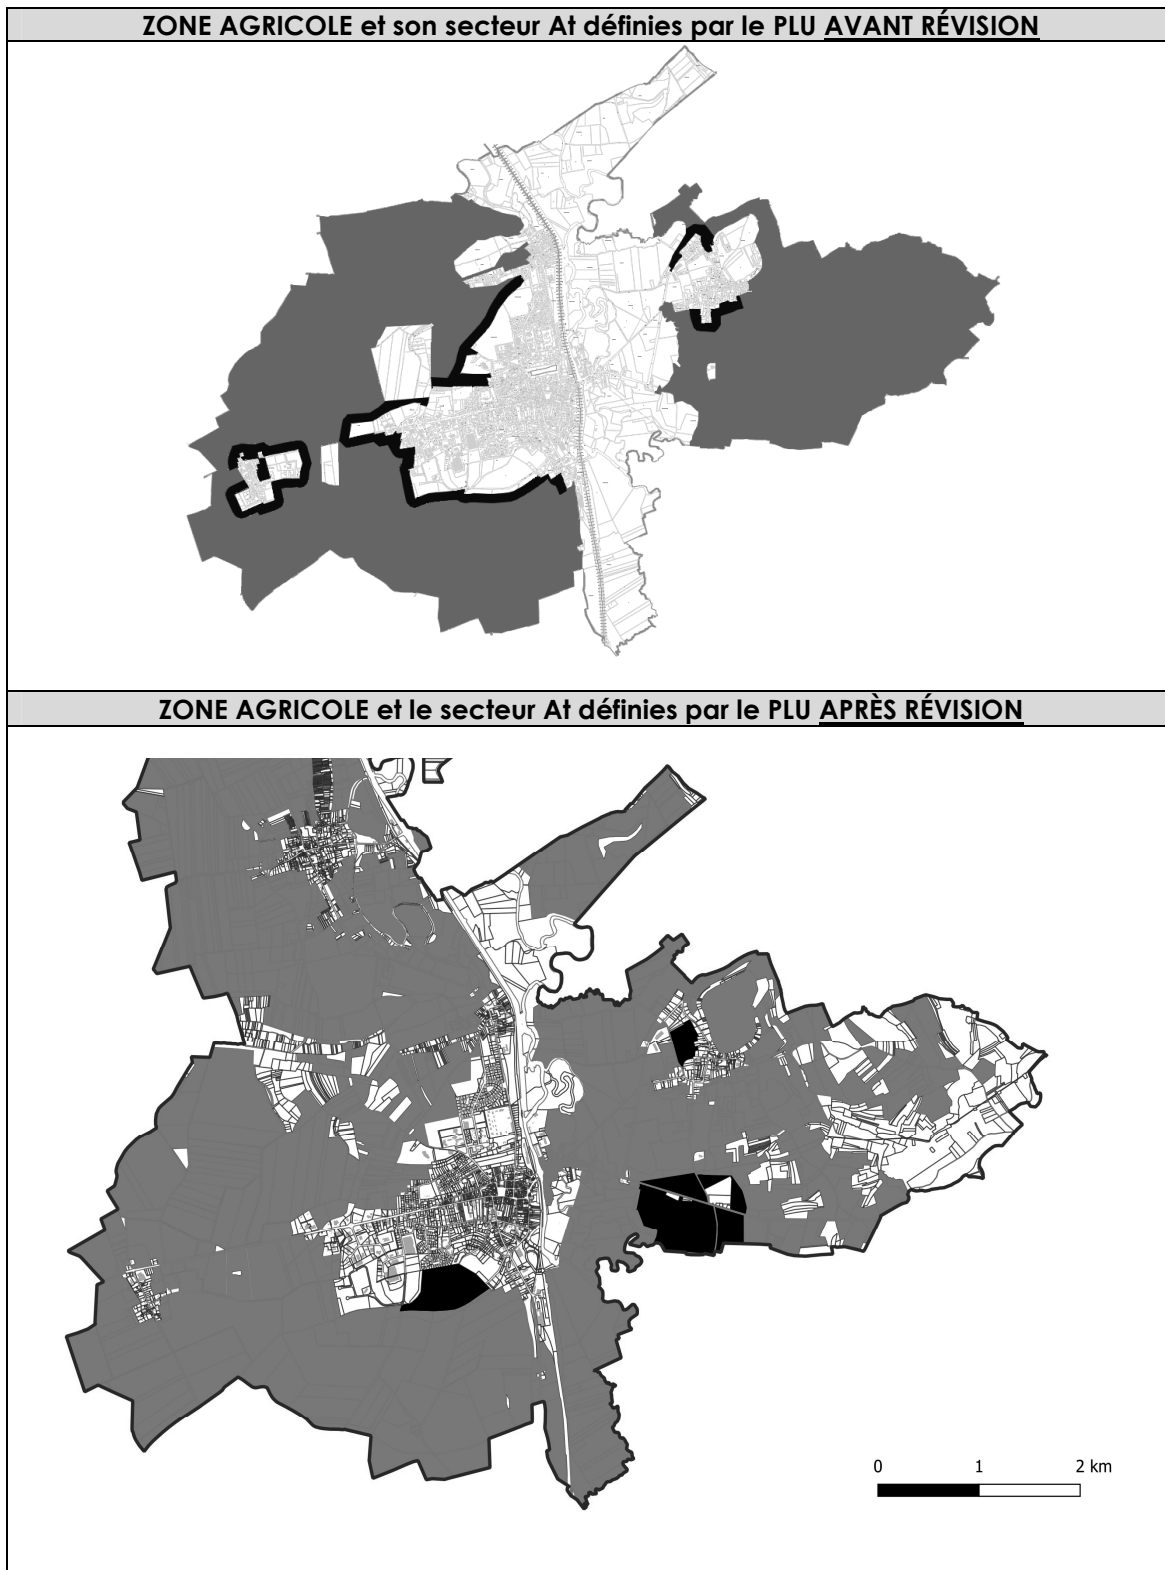 ZONE AGRICOLE et son secteur At définies par le PLU AVANT RÉVISION
ZONE AGRICOLE et le secteur At définies par le PLU APRÈS RÉVISION
0 1 2 km